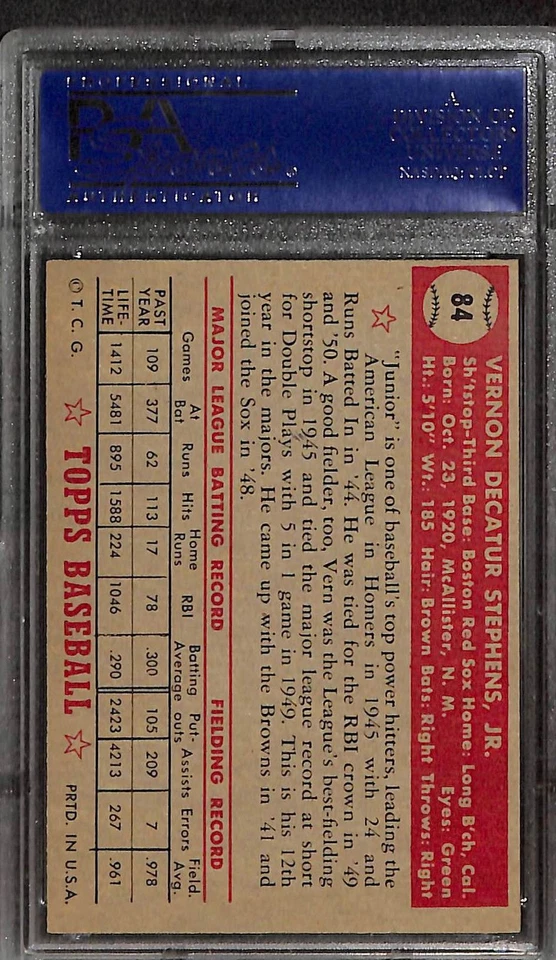 A
DIVISION OF
COLLECTORS
UNIVERSE
NASDAQ: CLCT
PSA
84
VERNON DECATUR STEPHENS, JR.
Sh'tstop-Third Base: Boston Red Sox Home: Long B'ch, Cal.
Born: Oct. 23, 1920, McAllister, N. M. Eyes: Green
Ht.: 5'10" Wt.: 185 Hair: Brown Bats: Right Throws: Right
"Junior" is one of baseball's top power hitters, leading the
American League in Homers in 1945 with 24 and
Runs Batted In in '44. He was tied for the RBI crown in '49
and '50. A good fielder, too, Vern was the League's best-fielding
shortstop in 1945 and tied the major league record at short
for Double Plays with 5 in 1 game in 1949. This is his 12th
year in the majors. He came up with the Browns in '41 and
joined the Sox in '48.
MAJOR LEAGUE BATTING RECORD FIELDING RECORD
Games At Bat Runs Hits Home Runs RBI Batting Average Put-outs Assists Errors Field. Avg.
PAST YEAR 109 377 62 113 17 78 .300 105 209 7 .978
LIFE-TIME 1412 5481 895 1588 224 1046 .290 2423 4213 267 .961
© T. C. G. TOPPS BASEBALL PRTD. IN U.S.A.